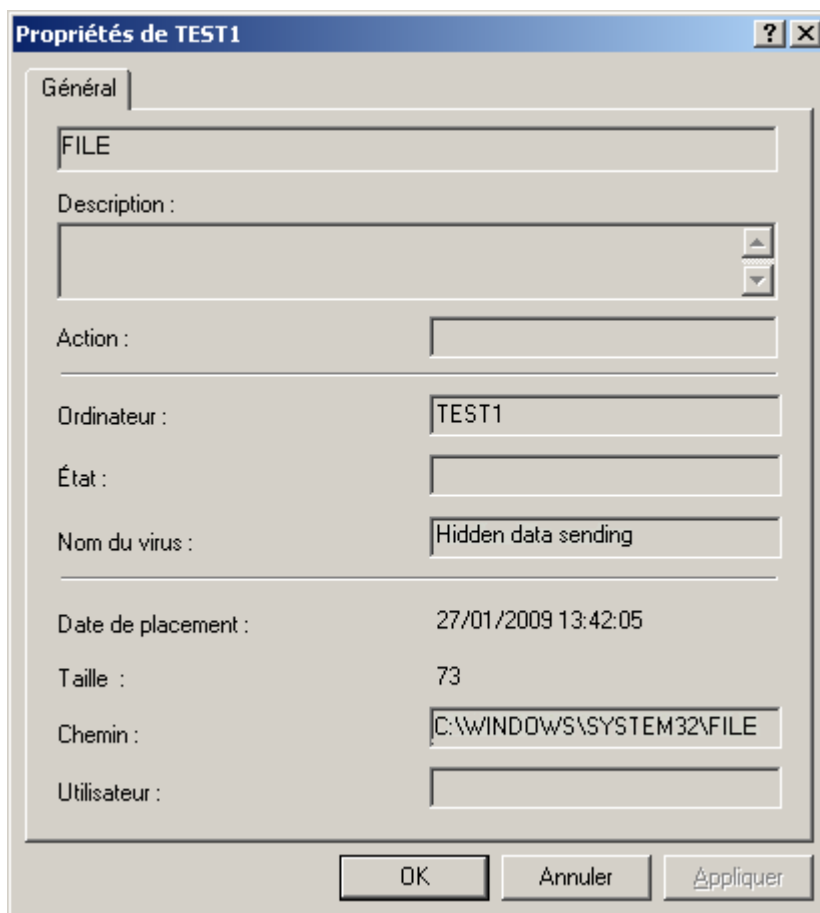 Propriétés de TEST1
Général
FILE
Description :
Action :
Ordinateur : TEST1
État :
Nom du virus : Hidden data sending
Date de placement : 27/01/2009 13:42:05
Taille : 73
Chemin : C:\WINDOWS\SYSTEM32\FILE
Utilisateur :
OK Annuler Appliquer